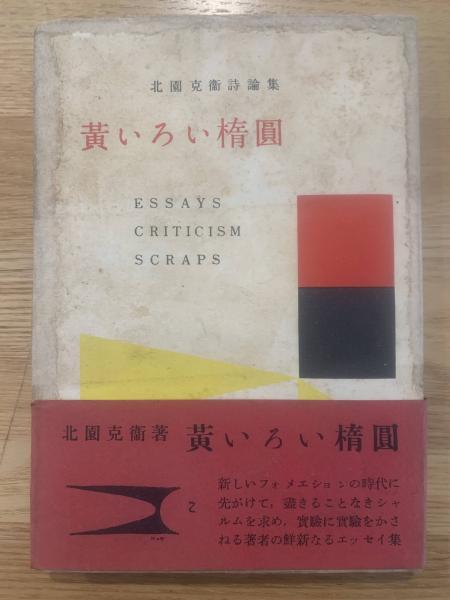 北園克衞詩論集
黃いろい楕圓
ESSAYS
CRITICISM
SCRAPS
北園克衞著
黃いろい楕圓
新しいフォメエションの時代に
先がけて，盡きることなきシャ
ルムを求め，實驗に實驗をかさ
ねる著者の鮮新なるエッセイ集